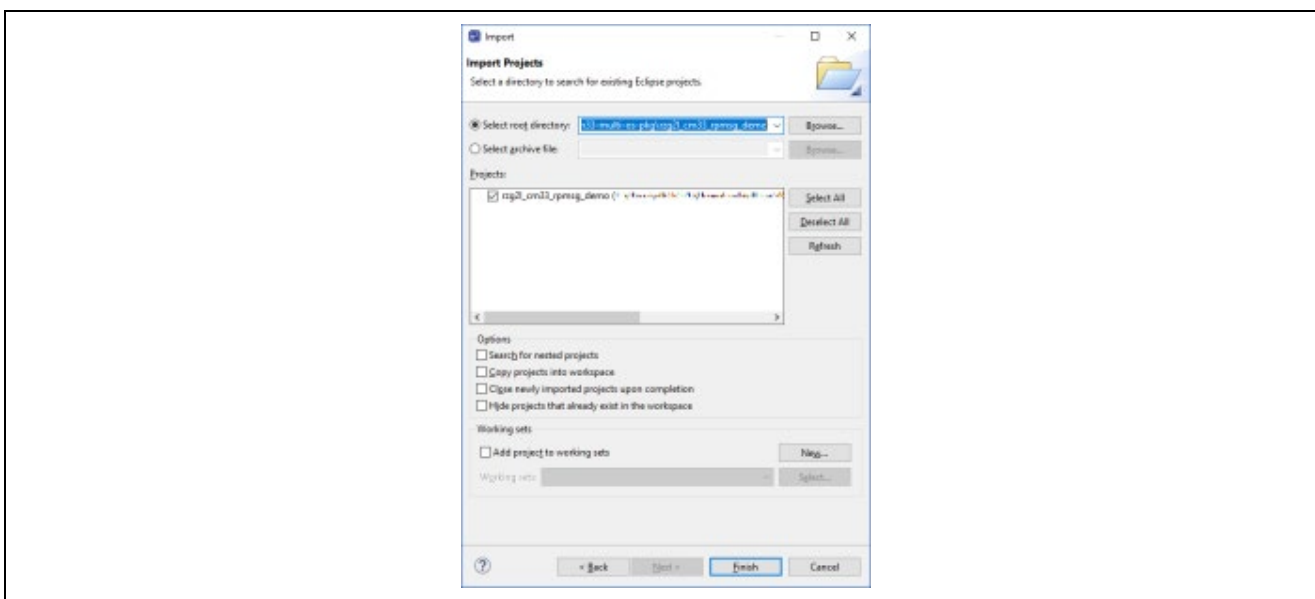 Import
Import Projects
Select a directory to search for existing Eclipse projects.
Select root directory:
Browse...
Select archive file:
Browse...
Projects:
rzg2l_cm33_rpmsg_demo
Select All
Deselect All
Refresh
Options
Search for nested projects
Copy projects into workspace
Close newly imported projects upon completion
Hide projects that already exist in the workspace
Working sets
Add project to working sets
New...
Working sets:
Select...
< Back
Next >
Finish
Cancel